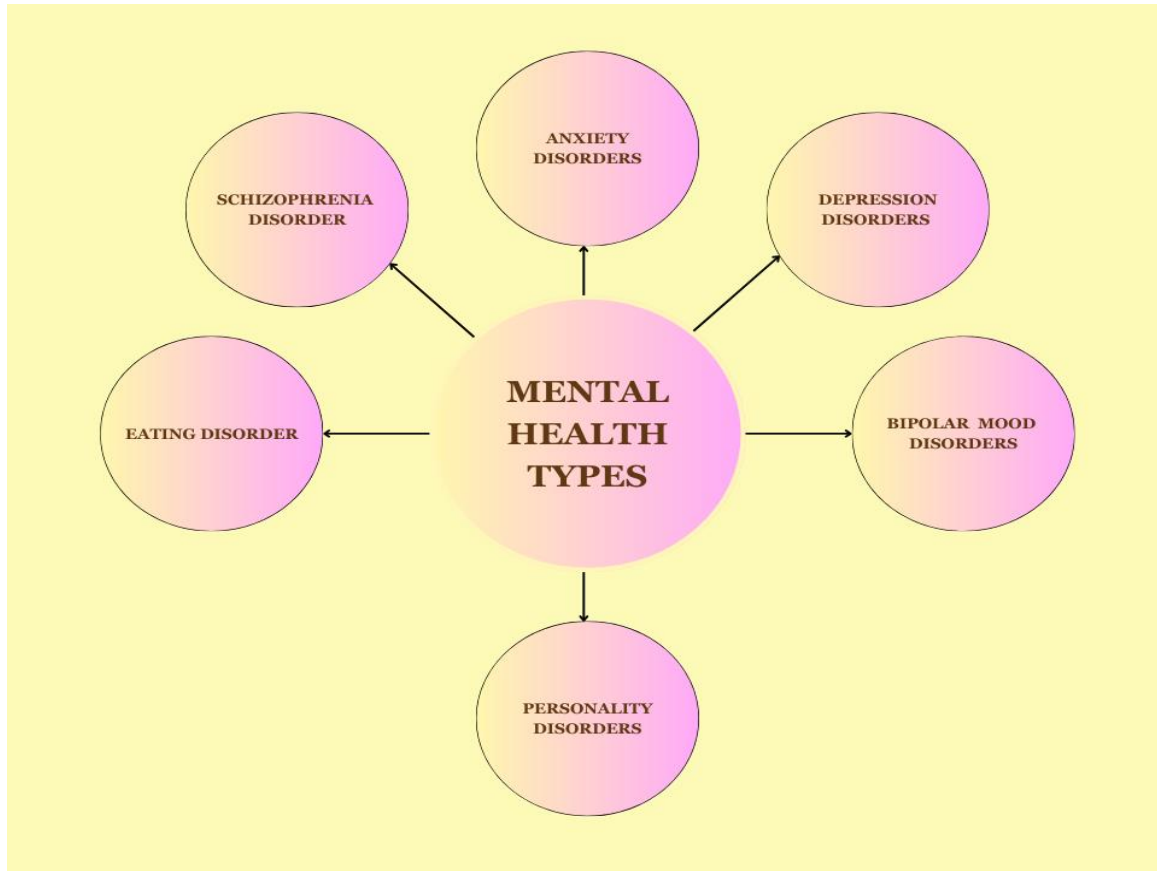 ANXIETY
DISORDERS
SCHIZOPHRENIA
DISORDER
DEPRESSION
DISORDERS
EATING DISORDER
MENTAL
HEALTH
TYPES
BIPOLAR MOOD
DISORDERS
PERSONALITY
DISORDERS